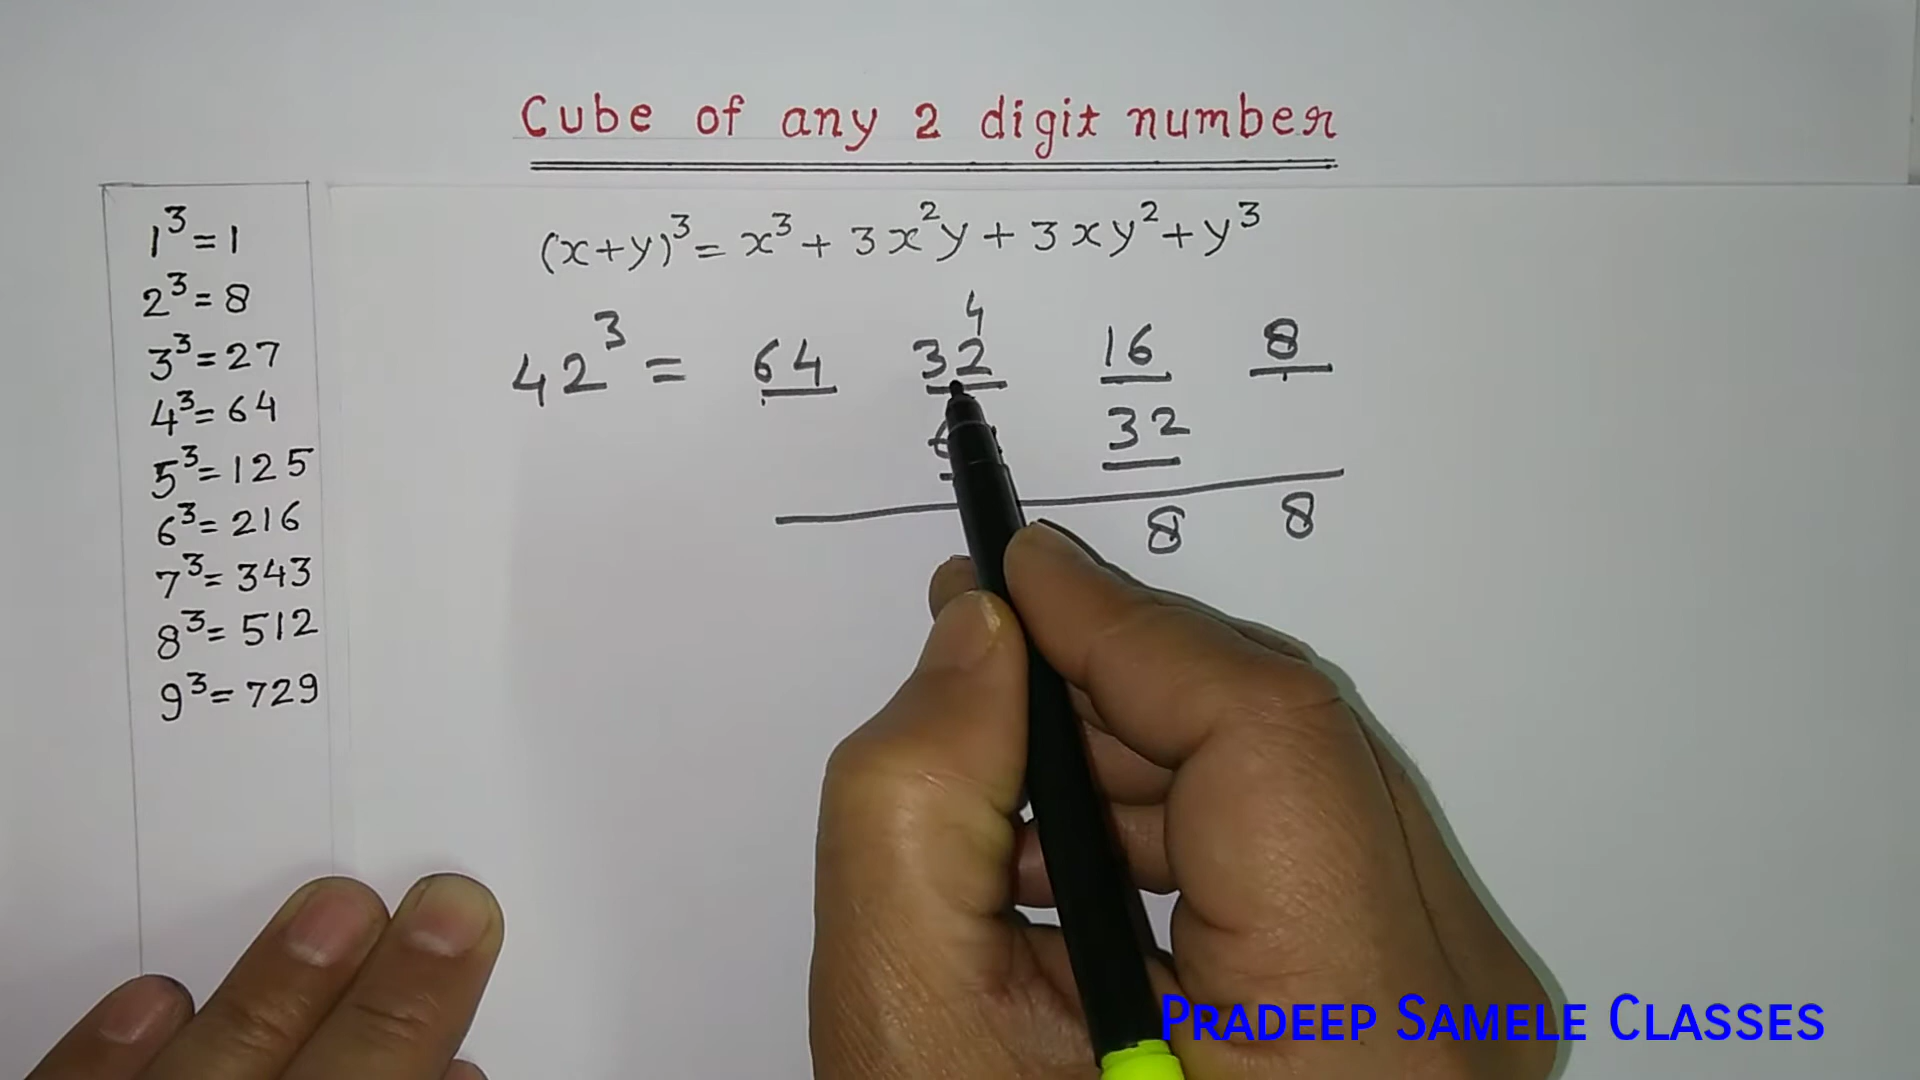 Cube of any 2 digit number
(x+y)³ = x³ + 3x²y + 3xy² + y³
4
42³ = 64 32 16 8
32
8 8
1³ = 1
2³ = 8
3³ = 27
4³ = 64
5³ = 125
6³ = 216
7³ = 343
8³ = 512
9³ = 729
PRADEEP SAMELE CLASSES